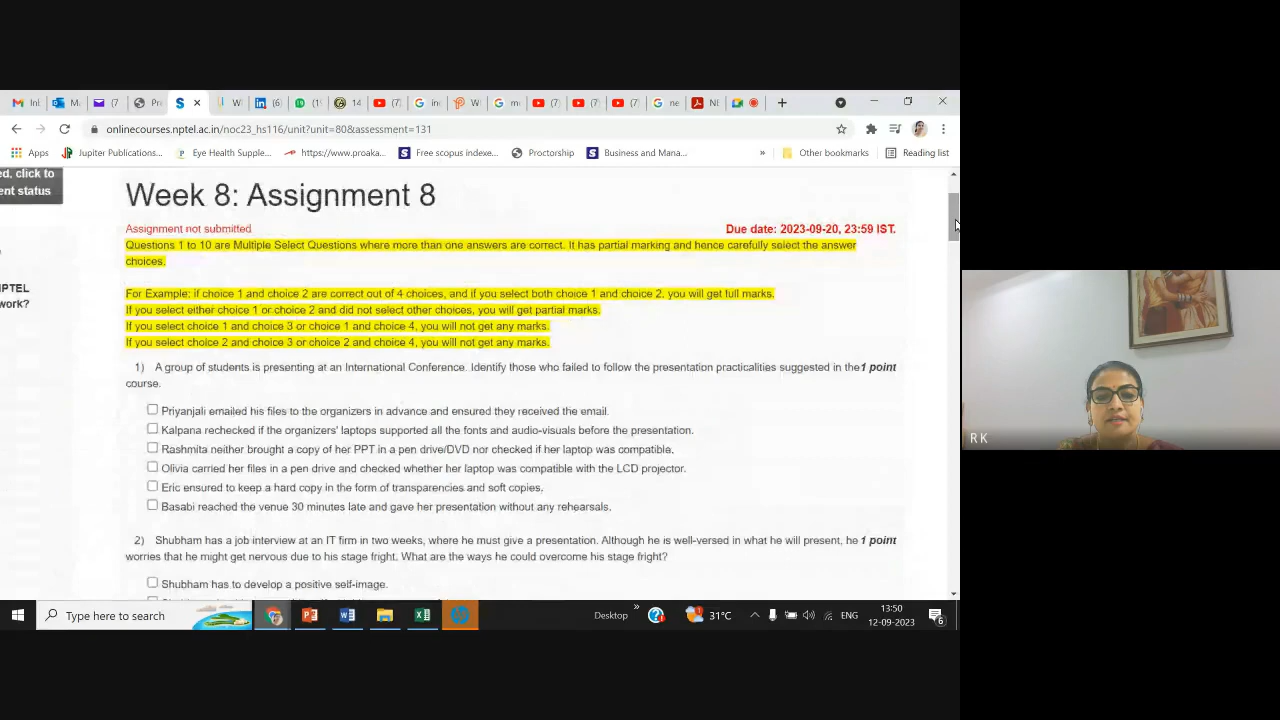 Inl
M
(7
Pr
W
(6)
(1
14
(7
in
W
m
(7
(7
(7
ne
NE
onlinecourses.nptel.ac.in/noc23_hs116/unit?unit=80&assessment=131
Apps
Jupiter Publications...
Eye Health Supple...
https://www.proaka...
Free scopus indexe...
Proctorship
Business and Mana...
»
Other bookmarks
Reading list
ed, click to
ent status
IPTEL
work?
Week 8: Assignment 8
Assignment not submitted
Due date: 2023-09-20, 23:59 IST.
Questions 1 to 10 are Multiple Select Questions where more than one answers are correct. It has partial marking and hence carefully select the answer
choices.
For Example: if choice 1 and choice 2 are correct out of 4 choices, and if you select both choice 1 and choice 2, you will get full marks.
If you select either choice 1 or choice 2 and did not select other choices, you will get partial marks.
If you select choice 1 and choice 3 or choice 1 and choice 4, you will not get any marks.
If you select choice 2 and choice 3 or choice 2 and choice 4, you will not get any marks.
1) A group of students is presenting at an International Conference. Identify those who failed to follow the presentation practicalities suggested in the 1 point
course.
Priyanjali emailed his files to the organizers in advance and ensured they received the email.
Kalpana rechecked if the organizers' laptops supported all the fonts and audio-visuals before the presentation.
Rashmita neither brought a copy of her PPT in a pen drive/DVD nor checked if her laptop was compatible.
Olivia carried her files in a pen drive and checked whether her laptop was compatible with the LCD projector.
Eric ensured to keep a hard copy in the form of transparencies and soft copies.
Basabi reached the venue 30 minutes late and gave her presentation without any rehearsals.
2) Shubham has a job interview at an IT firm in two weeks, where he must give a presentation. Although he is well-versed in what he will present, he 1 point
worries that he might get nervous due to his stage fright. What are the ways he could overcome his stage fright?
Shubham has to develop a positive self-image.
R K
Type here to search
Desktop
»
31°C
ENG
13:50
12-09-2023
6